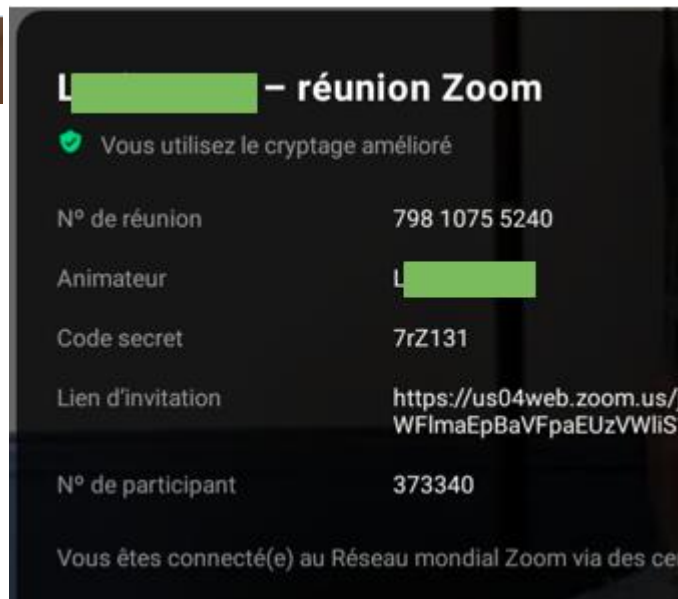 L – réunion Zoom
Vous utilisez le cryptage amélioré
Nº de réunion 798 1075 5240
Animateur L
Code secret 7rZ131
Lien d'invitation https://us04web.zoom.us/
WFlmaEpBaVFpaEUzVWliS
Nº de participant 373340
Vous êtes connecté(e) au Réseau mondial Zoom via des ce